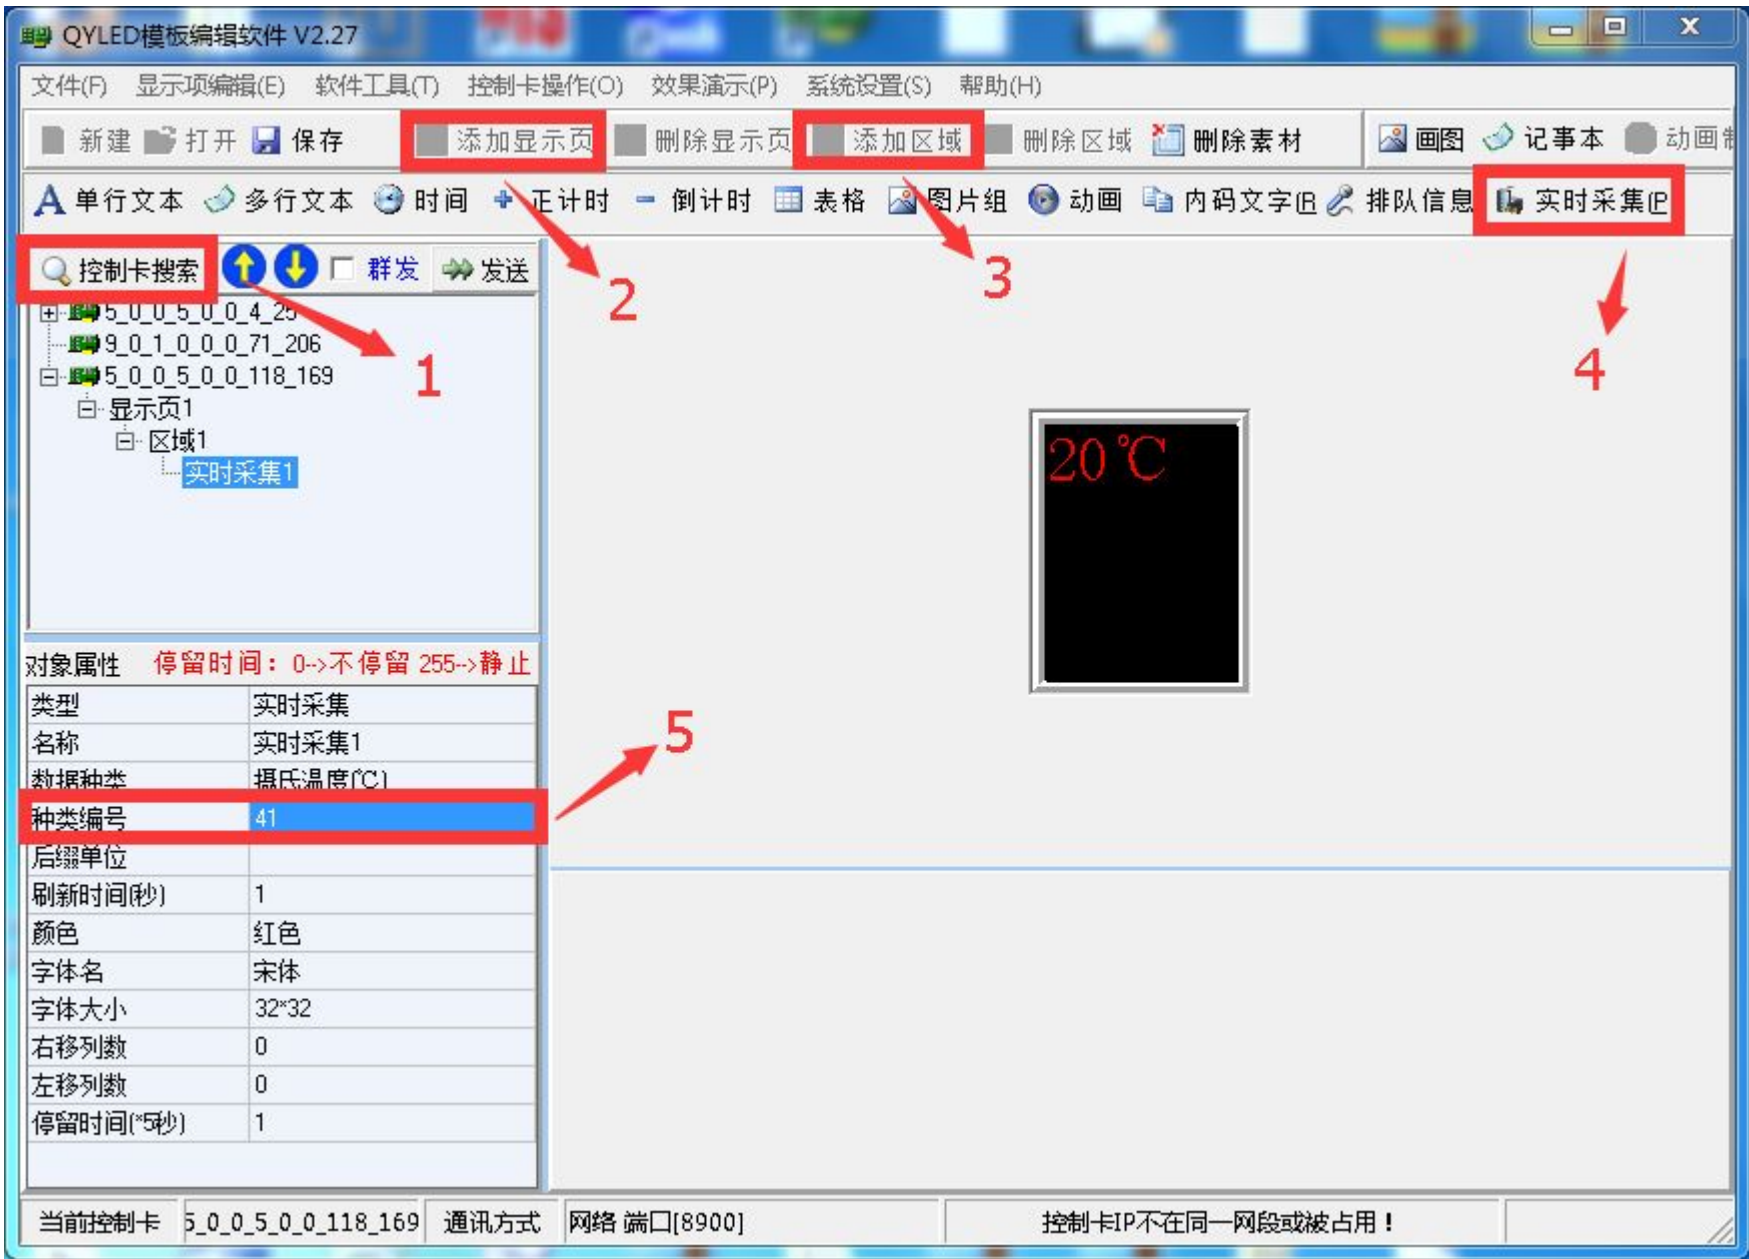 QYLED模板编辑软件 V2.27
文件(F) 显示项编辑(E) 软件工具(T) 控制卡操作(O) 效果演示(P) 系统设置(S) 帮助(H)
新建 打开 保存 添加显示页 删除显示页 添加区域 删除区域 删除素材 画图 记事本 动画
A 单行文本 多行文本 时间 正计时 倒计时 表格 图片组 动画 内码文字(R 排队信息 实时采集(P
控制卡搜索 群发 发送
1
2
3
4
5_0_0_5_0_0_4_25
9_0_1_0_0_0_71_206
5_0_0_5_0_0_118_169
显示页1
区域1
实时采集1
20℃
对象属性 停留时间：0-->不停留 255-->静止
类型 实时采集
名称 实时采集1
数据种类 摄氏温度(℃)
种类编号 41
5
后缀单位
刷新时间(秒) 1
颜色 红色
字体名 宋体
字体大小 32*32
右移列数 0
左移列数 0
停留时间(*5秒) 1
当前控制卡 5_0_0_5_0_0_118_169 通讯方式 网络 端口[8900] 控制卡IP不在同一网段或被占用！